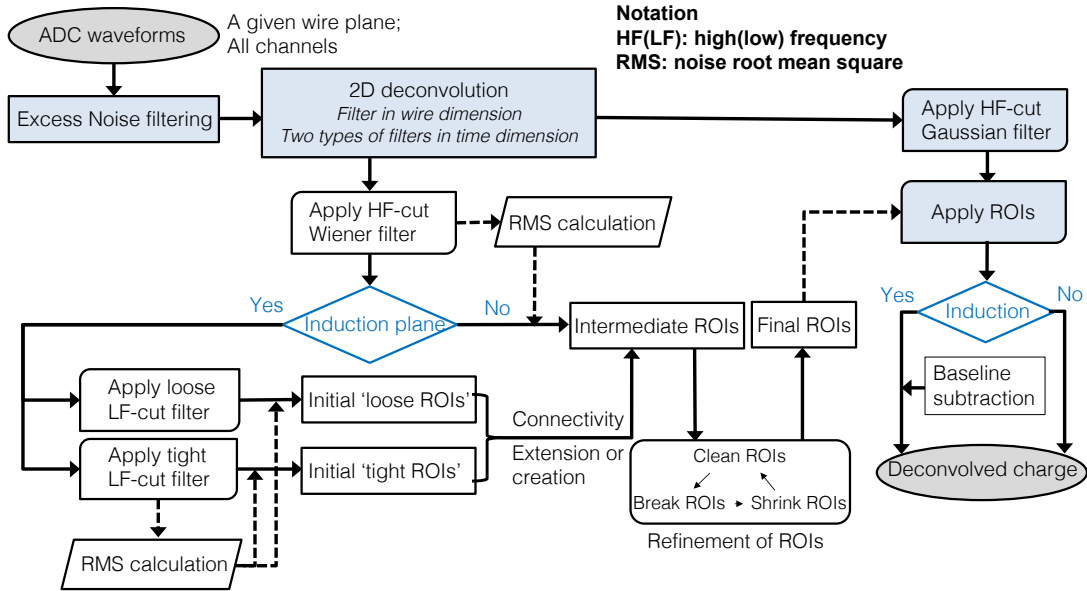 ADC waveforms
A given wire plane;
All channels
Notation
HF(LF): high(low) frequency
RMS: noise root mean square
Excess Noise filtering
2D deconvolution
Filter in wire dimension
Two types of filters in time dimension
Apply HF-cut
Gaussian filter
Apply HF-cut
Wiener filter
RMS calculation
Apply ROIs
Yes
Induction plane
No
Intermediate ROIs
Final ROIs
Yes
Induction
No
Apply loose
LF-cut filter
Initial 'loose ROIs'
Connectivity
Baseline
subtraction
Apply tight
LF-cut filter
Initial 'tight ROIs'
Extension or
creation
Clean ROIs
Break ROIs
Shrink ROIs
Refinement of ROIs
Deconvolved charge
RMS calculation